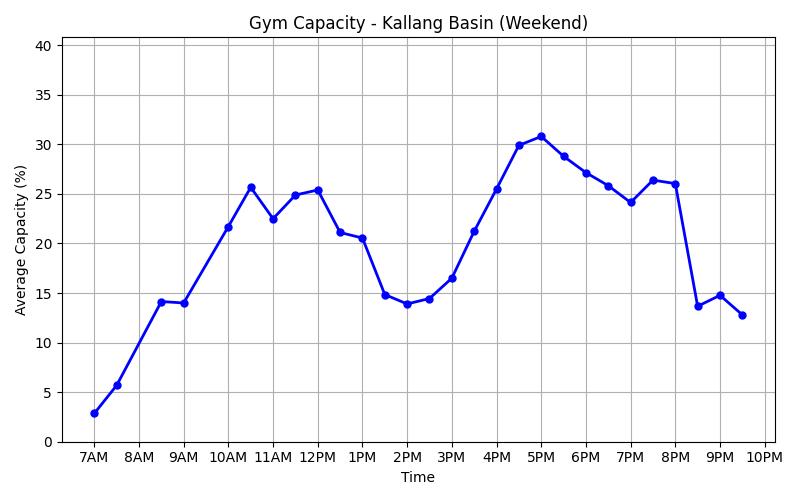 Gym Capacity - Kallang Basin (Weekend)
40
35
30
25
20
15
10
5
0
Average Capacity (%)
7AM 8AM 9AM 10AM 11AM 12PM 1PM 2PM 3PM 4PM 5PM 6PM 7PM 8PM 9PM 10PM
Time